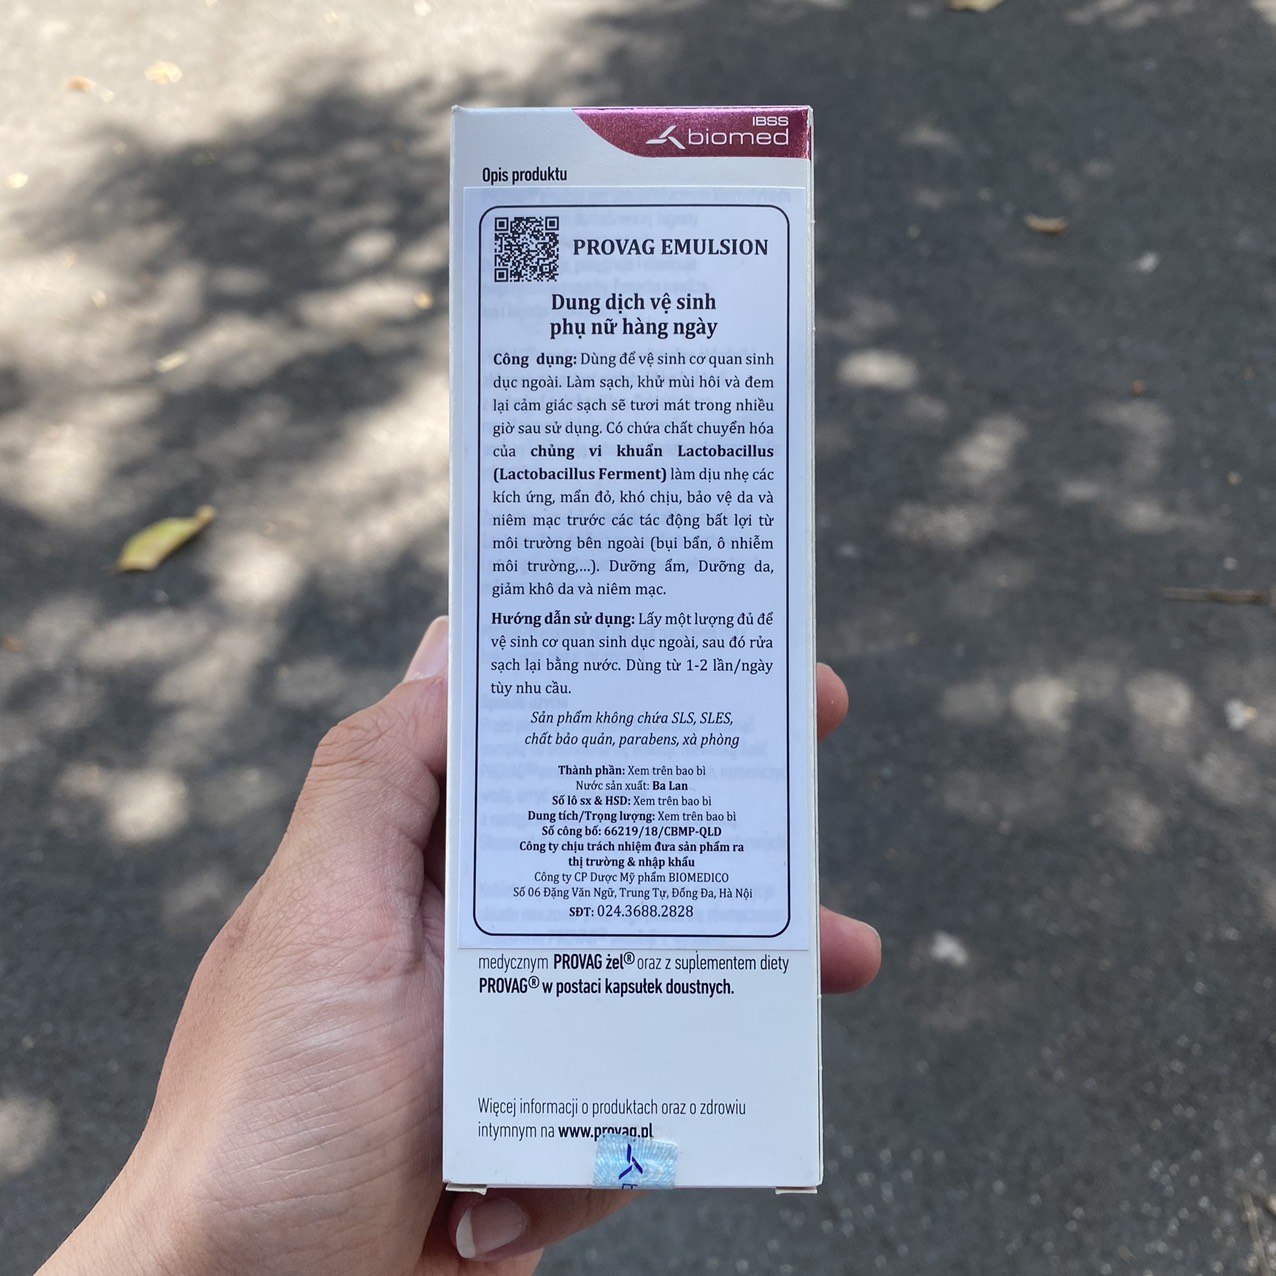 IBSS
biomed
Opis produktu
PROVAG EMULSION
Dung dịch vệ sinh
phụ nữ hàng ngày
Công dụng: Dùng để vệ sinh cơ quan sinh
dục ngoài. Làm sạch, khử mùi hôi và đem
lại cảm giác sạch sẽ tươi mát trong nhiều
giờ sau sử dụng. Có chứa chất chuyển hóa
của chủng vi khuẩn Lactobacillus
(Lactobacillus Ferment) làm dịu nhẹ các
kích ứng, mẩn đỏ, khó chịu, bảo vệ da và
niêm mạc trước các tác động bất lợi từ
môi trường bên ngoài (bụi bẩn, ô nhiễm
môi trường,...). Dưỡng ẩm, Dưỡng da,
giảm khô da và niêm mạc.
Hướng dẫn sử dụng: Lấy một lượng đủ để
vệ sinh cơ quan sinh dục ngoài, sau đó rửa
sạch lại bằng nước. Dùng từ 1-2 lần/ngày
tùy nhu cầu.
Sản phẩm không chứa SLS, SLES,
chất bảo quản, parabens, xà phòng
Thành phần: Xem trên bao bì
Nước sản xuất: Ba Lan
Số lô sx & HSD: Xem trên bao bì
Dung tích/Trọng lượng: Xem trên bao bì
Số công bố: 66219/18/CBMP-QLD
Công ty chịu trách nhiệm đưa sản phẩm ra
thị trường & nhập khẩu
Công ty CP Dược Mỹ phẩm BIOMEDICO
Số 06 Đặng Văn Ngữ, Trung Tự, Đống Đa, Hà Nội
SĐT: 024.3688.2828
medycznym PROVAG żel® oraz z suplementem diety
PROVAG® w postaci kapsułek doustnych.
Więcej informacji o produktach oraz o zdrowiu
intymnym na www.provag.pl